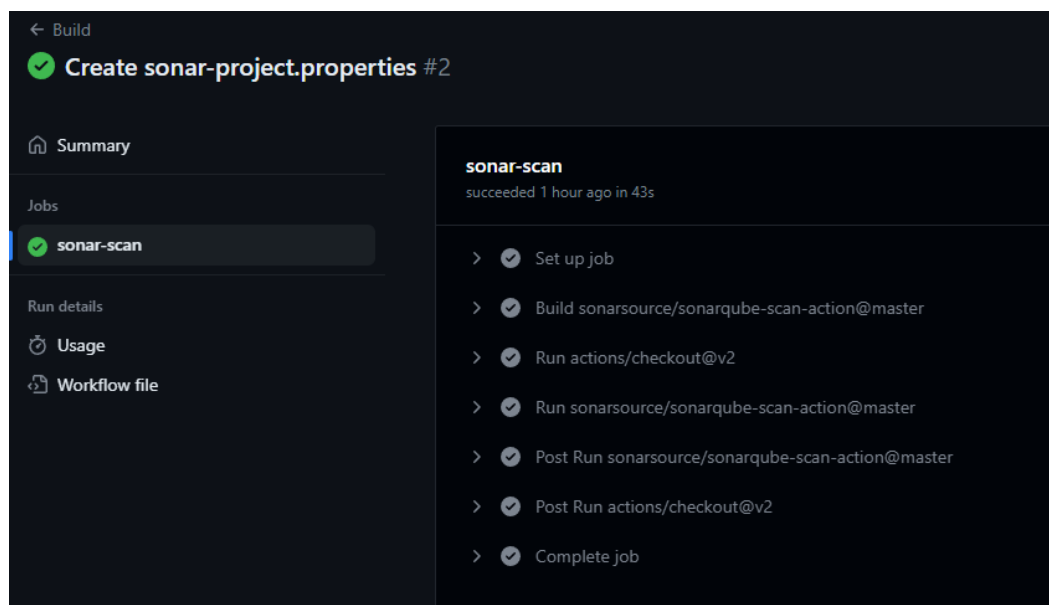 ← Build
Create sonar-project.properties #2
Summary
Jobs
sonar-scan
Run details
Usage
Workflow file
sonar-scan
succeeded 1 hour ago in 43s
Set up job
Build sonarsource/sonarqube-scan-action@master
Run actions/checkout@v2
Run sonarsource/sonarqube-scan-action@master
Post Run sonarsource/sonarqube-scan-action@master
Post Run actions/checkout@v2
Complete job